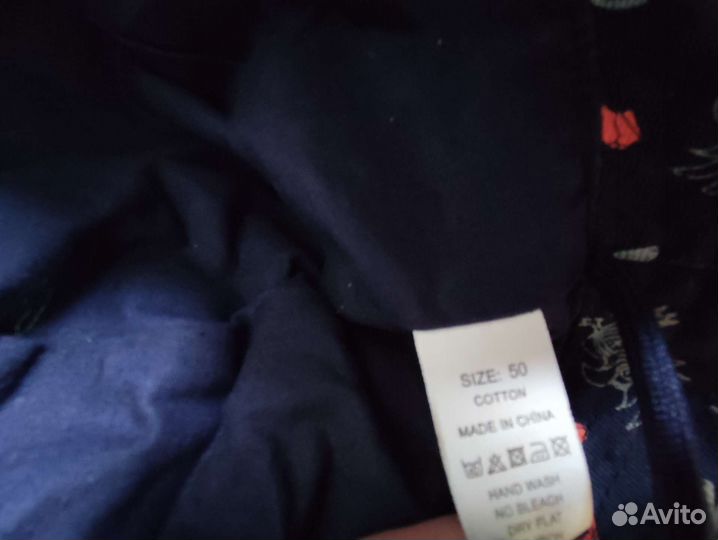 SIZE: 50
COTTON
MADE IN CHINA
HAND WASH
NO BLEACH
DRY FLAT
Avito